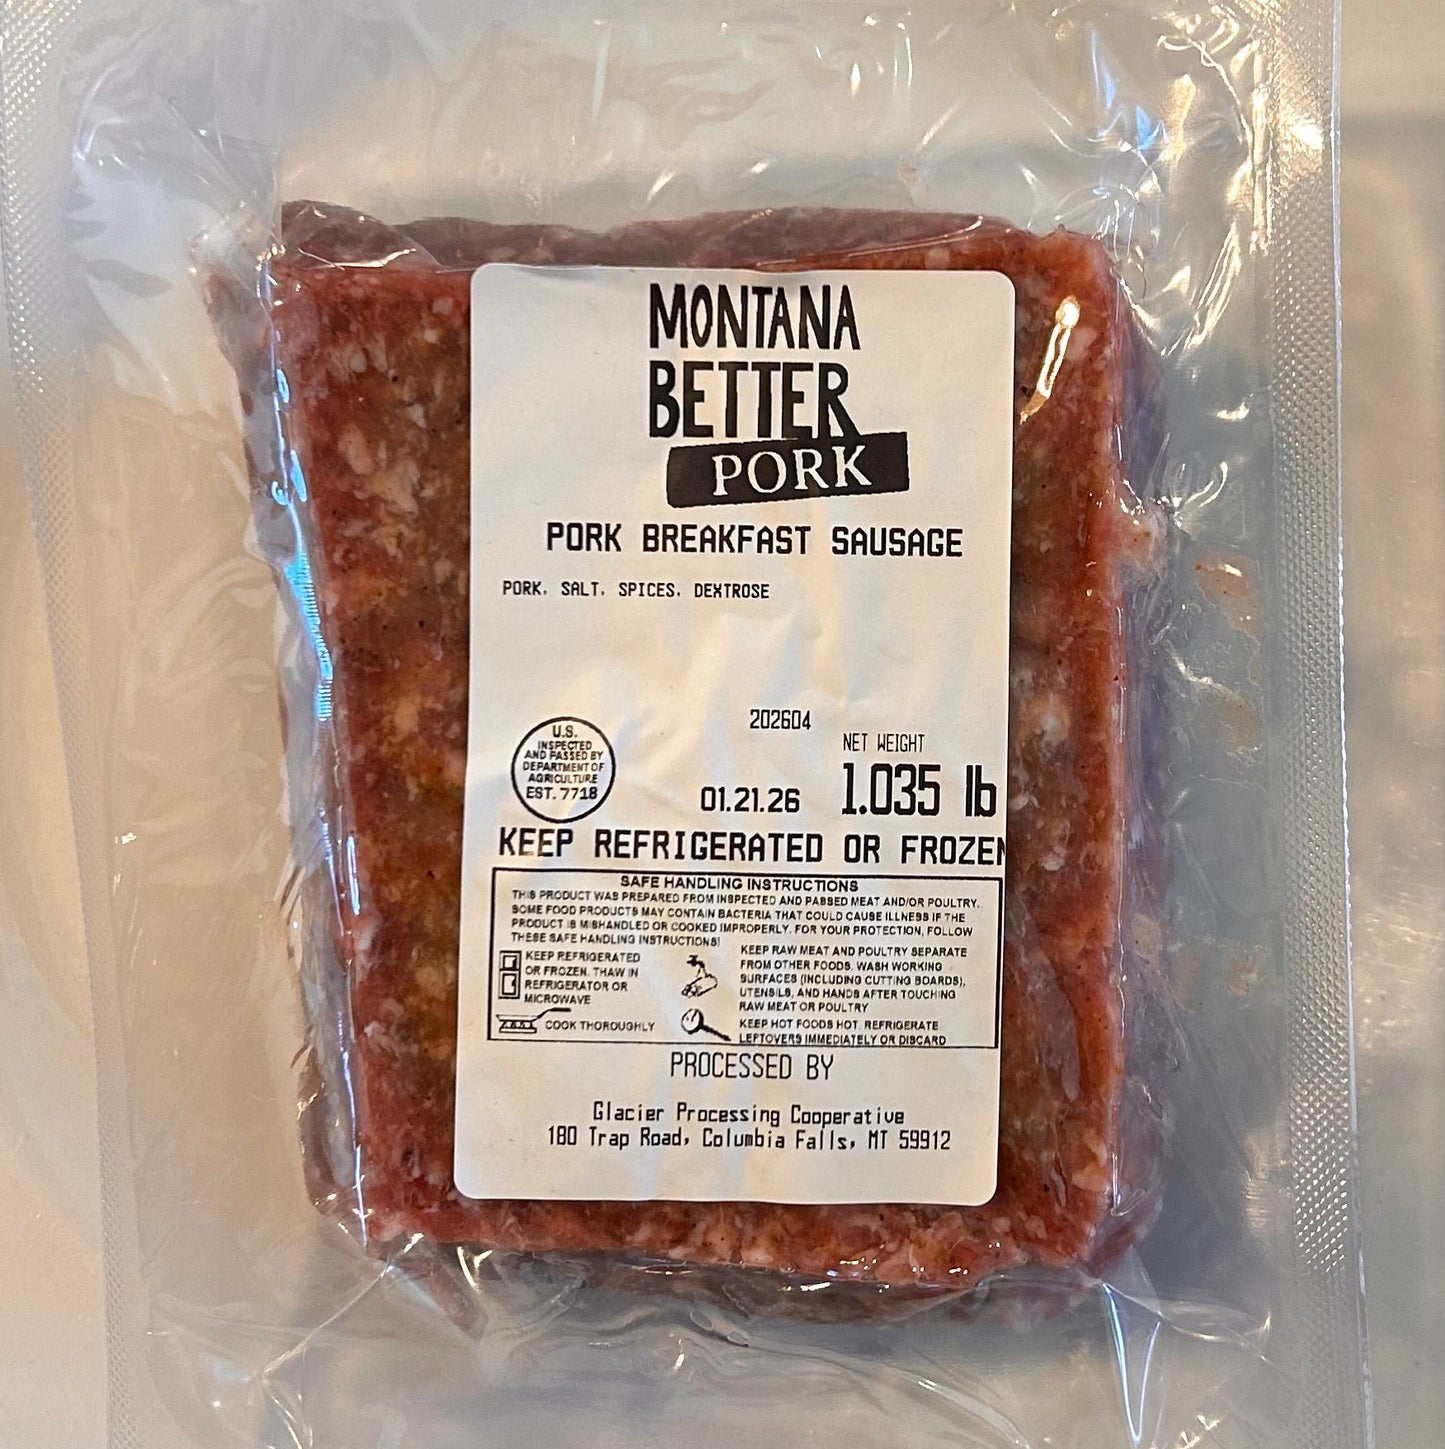 MONTANA
BETTER
PORK
PORK BREAKFAST SAUSAGE
PORK, SALT, SPICES, DEXTROSE
202604
NET WEIGHT
U.S.
INSPECTED
AND PASSED BY
DEPARTMENT OF
AGRICULTURE
EST. 7718
01.21.26
1.035 lb
KEEP REFRIGERATED OR FROZEN
SAFE HANDLING INSTRUCTIONS
THIS PRODUCT WAS PREPARED FROM INSPECTED AND PASSED MEAT AND/OR POULTRY.
SOME FOOD PRODUCTS MAY CONTAIN BACTERIA THAT COULD CAUSE ILLNESS IF THE
PRODUCT IS MISHANDLED OR COOKED IMPROPERLY. FOR YOUR PROTECTION, FOLLOW
THESE SAFE HANDLING INSTRUCTIONS!
KEEP REFRIGERATED
OR FROZEN. THAW IN
REFRIGERATOR OR
MICROWAVE
COOK THOROUGHLY
KEEP RAW MEAT AND POULTRY SEPARATE
FROM OTHER FOODS. WASH WORKING
SURFACES (INCLUDING CUTTING BOARDS),
UTENSILS, AND HANDS AFTER TOUCHING
RAW MEAT OR POULTRY
KEEP HOT FOODS HOT. REFRIGERATE
LEFTOVERS IMMEDIATELY OR DISCARD
PROCESSED BY
Glacier Processing Cooperative
180 Trap Road, Columbia Falls, MT 59912